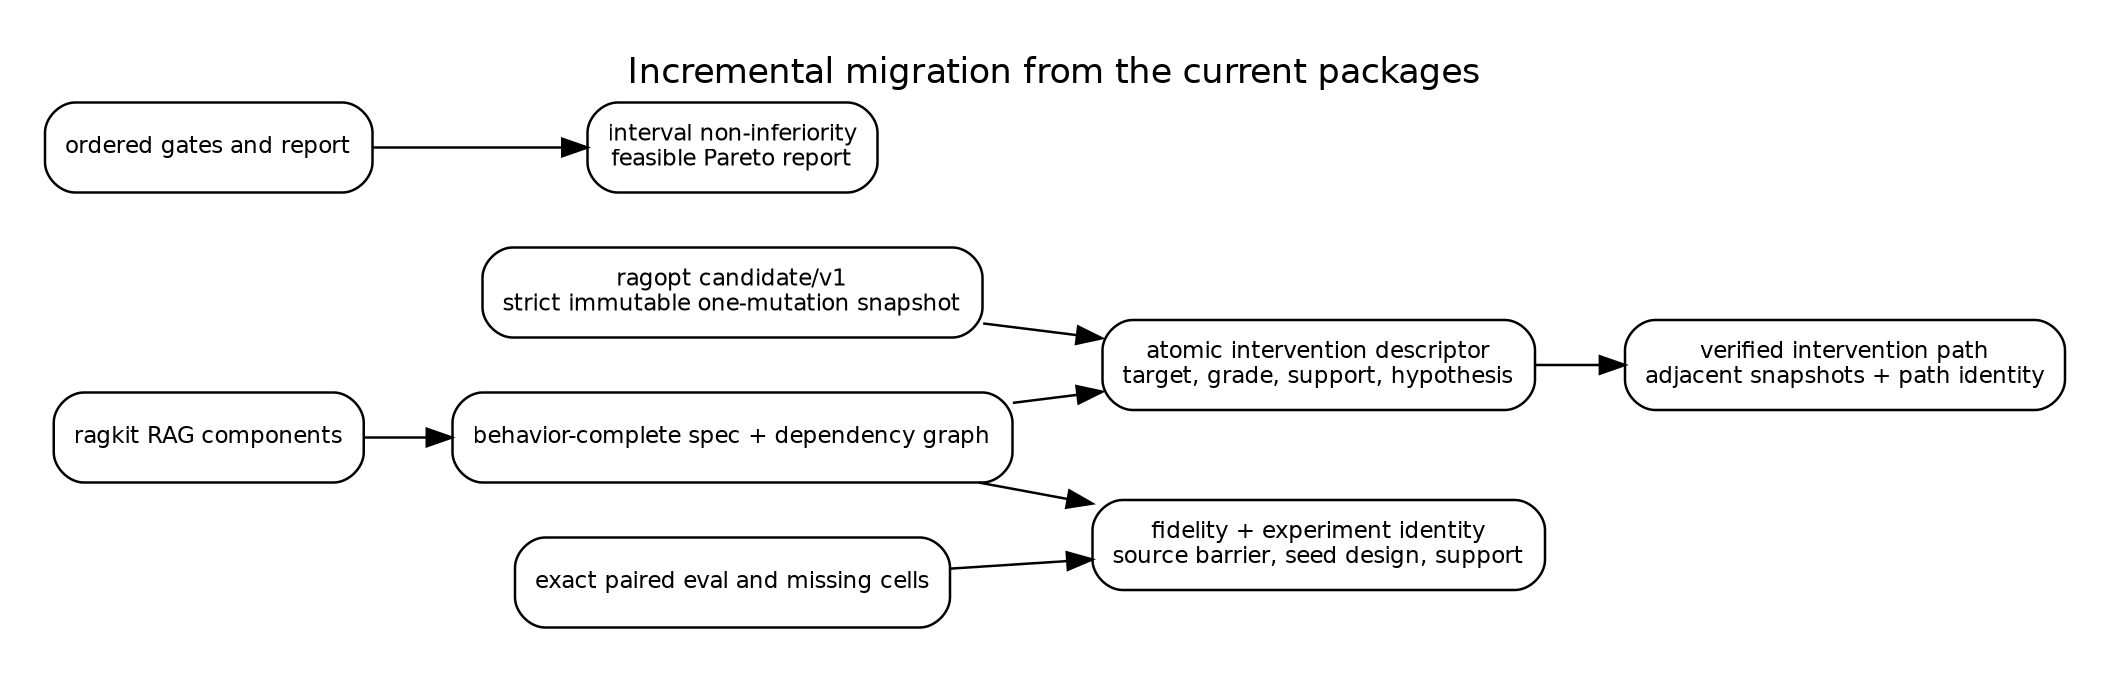 Incremental migration from the current packages
ordered gates and report
interval non-inferiority
feasible Pareto report
ragopt candidate/v1
strict immutable one-mutation snapshot
atomic intervention descriptor
target, grade, support, hypothesis
verified intervention path
adjacent snapshots + path identity
ragkit RAG components
behavior-complete spec + dependency graph
fidelity + experiment identity
source barrier, seed design, support
exact paired eval and missing cells